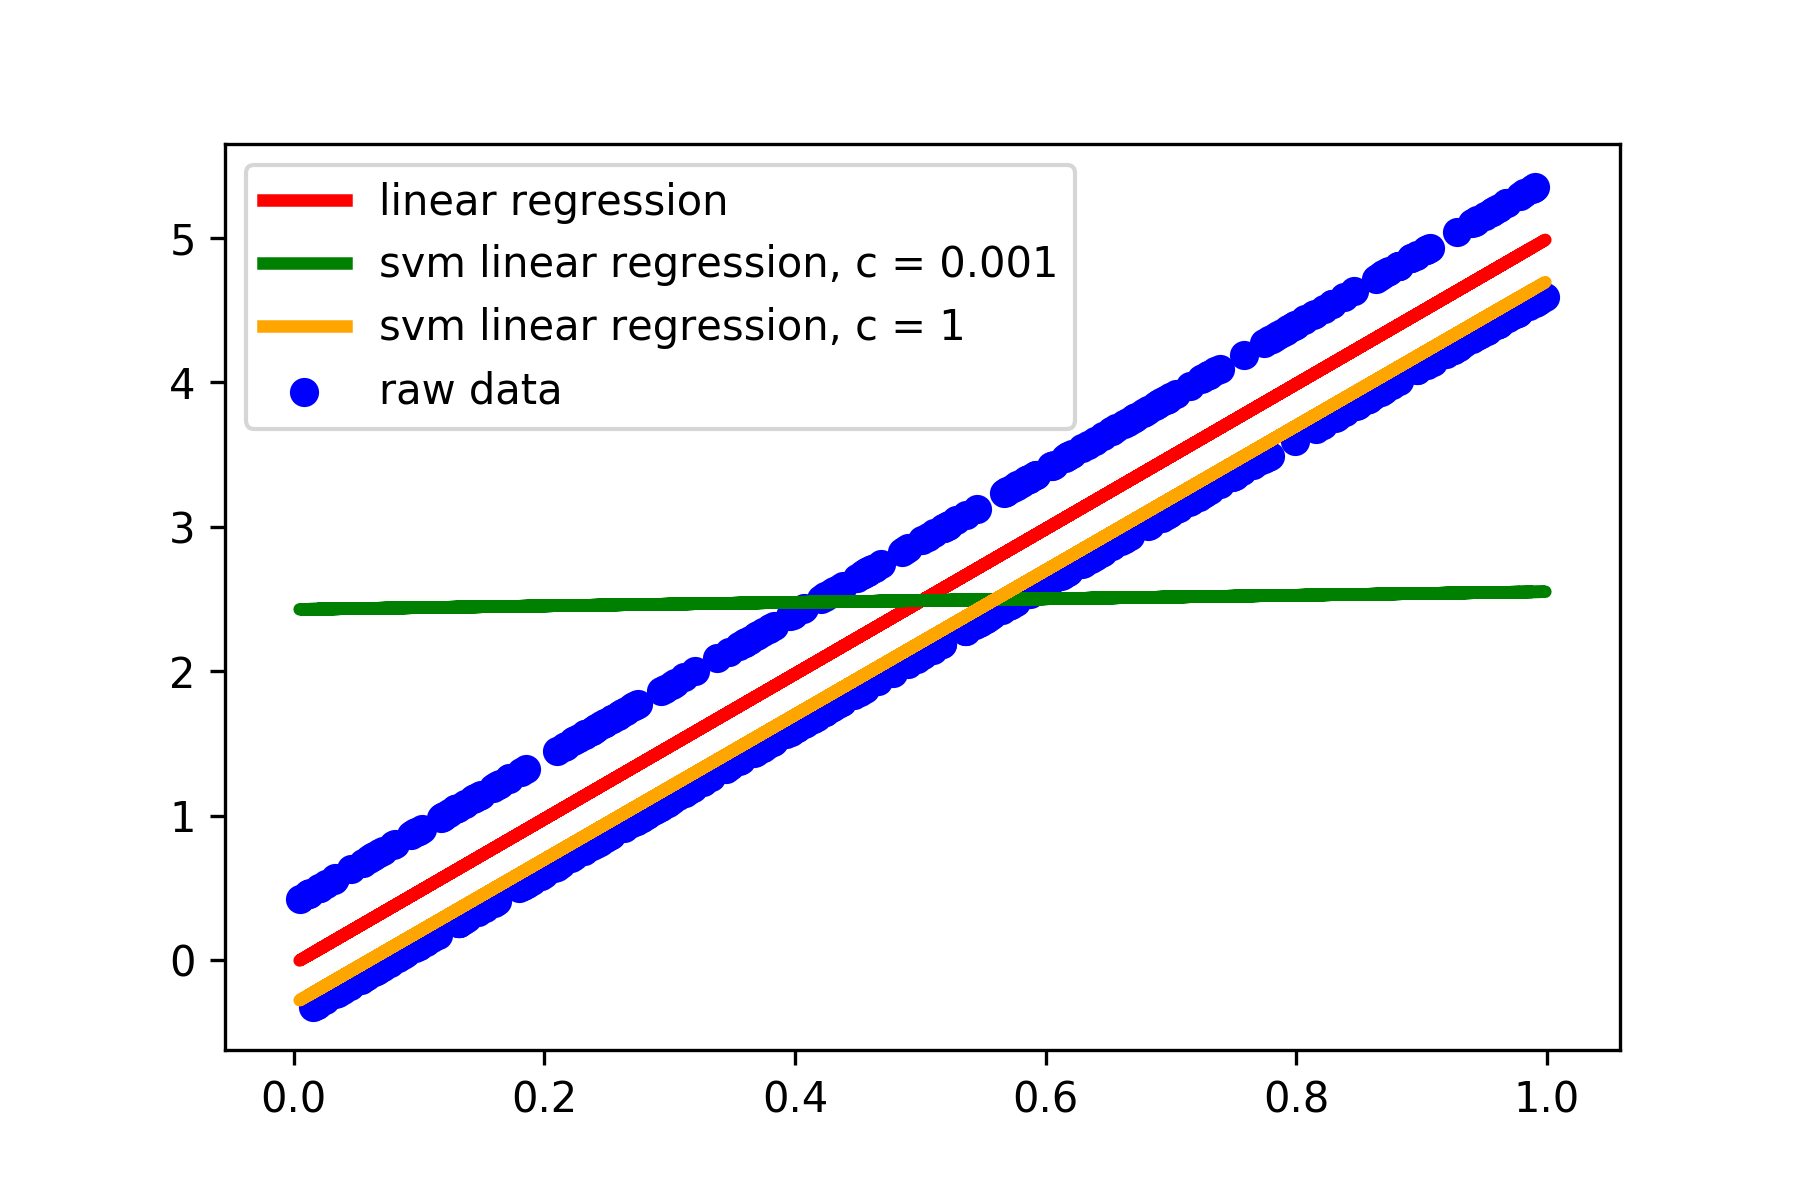 linear regression
svm linear regression, c = 0.001
svm linear regression, c = 1
raw data
5
4
3
2
1
0
0.0 0.2 0.4 0.6 0.8 1.0